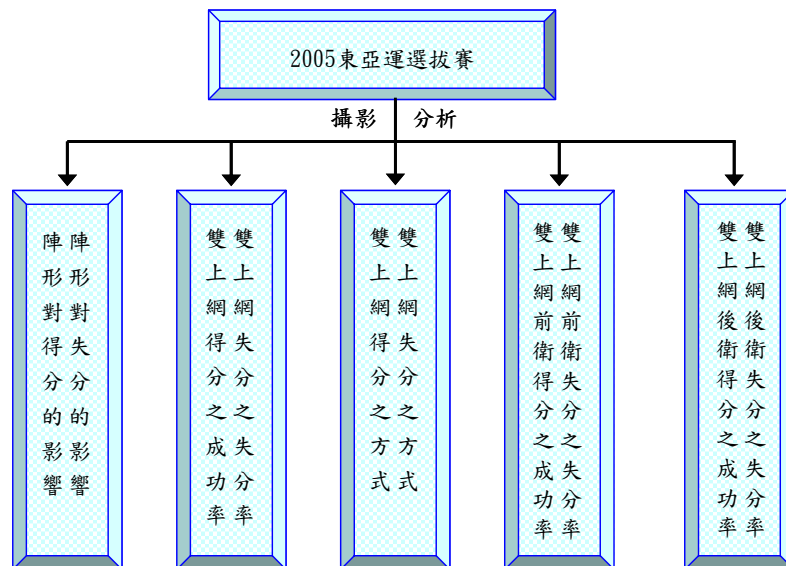 2005東亞運選拔賽
攝影 分析
陣形對得分的影響
陣形對失分的影響
雙上網得分之成功率
雙上網失分之失分率
雙上網得分之方式
雙上網失分之方式
雙上網前衛得分之成功率
雙上網前衛失分之失分率
雙上網後衛得分之成功率
雙上網後衛失分之失分率